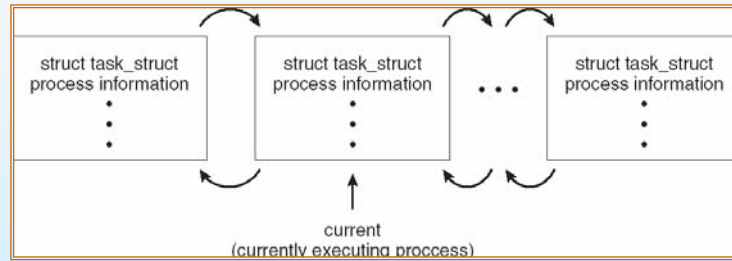 struct task_struct
process information
struct task_struct
process information
struct task_struct
process information
current
(currently executing proccess)